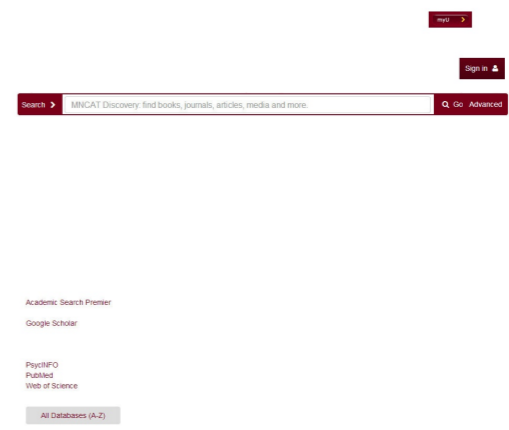 myU
Sign in
Search MNCAT Discovery: find books, journals, articles, media and more. Go Advanced
Academic Search Premier
Google Scholar
PsycINFO
PubMed
Web of Science
All Databases (A-Z)